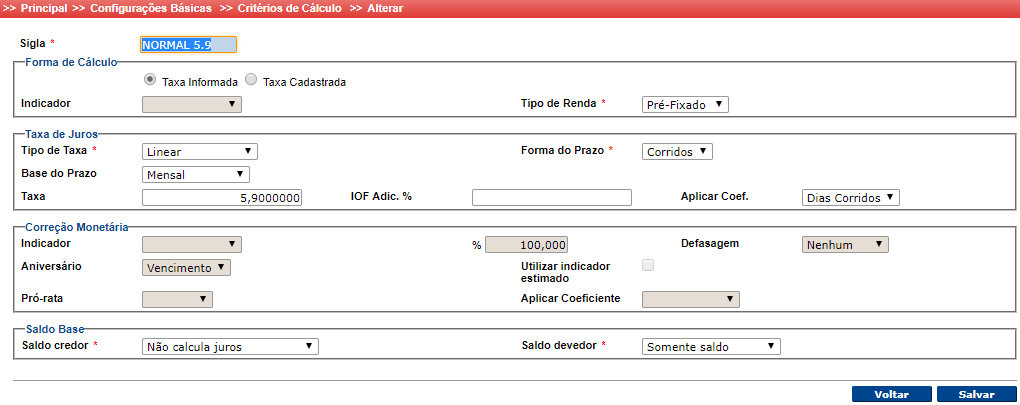 >> Principal >> Configurações Básicas >> Critérios de Cálculo >> Alterar
Sigla * NORMAL 5.9
Forma de Cálculo
Taxa Informada Taxa Cadastrada
Indicador Tipo de Renda * Pré-Fixado
Taxa de Juros
Tipo de Taxa * Linear Forma do Prazo * Corridos
Base do Prazo Mensal
Taxa 5,9000000 IOF Adic. % Aplicar Coef. Dias Corridos
Correção Monetária
Indicador % 100,000 Defasagem Nenhum
Aniversário Vencimento Utilizar indicador
estimado
Pró-rata Aplicar Coeficiente
Saldo Base
Saldo credor * Não calcula juros Saldo devedor * Somente saldo
Voltar Salvar